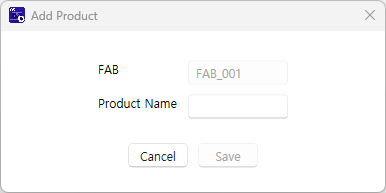 Add Product
FAB
FAB_001
Product Name
Cancel
Save